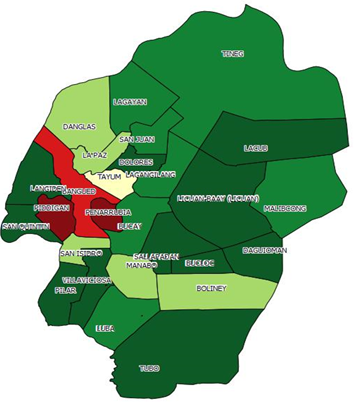 TINEG
LAGAYAN
DANGLAS
SAN JUAN
LACUB
LA PAZ
DOLORES
LAGANGILANG
TAYUM
LANGIDEN
BANGUED
LICUAN-BAAY (LICUAN)
PIDIGAN
MALIBCONG
PENARRUBIA
SAN QUINTIN
BUCAY
DAGUIOMAN
SAN ISIDRO
SALLAPADAN
BUCLOC
MANABO
VILLAVICIOSA
PILAR
BOLINEY
LUBA
TUBO